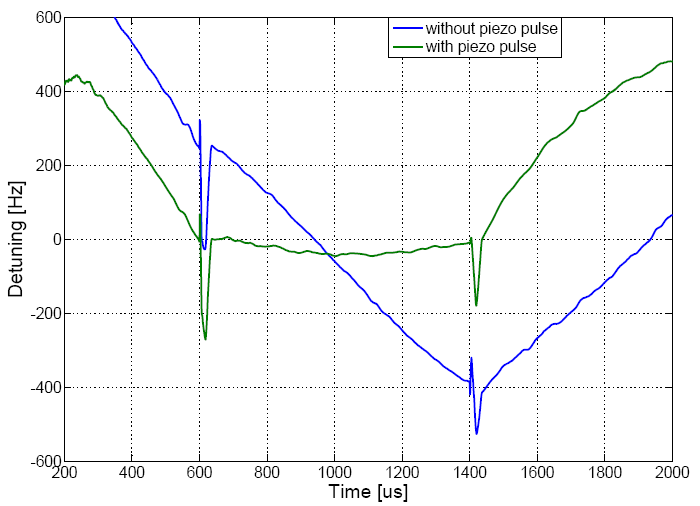 without piezo pulse
with piezo pulse
600
400
200
0
-200
-400
-600
Detuning [Hz]
200 400 600 800 1000 1200 1400 1600 1800 2000
Time [us]